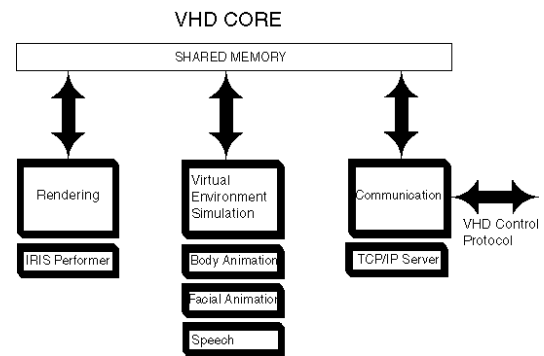 VHD CORE
SHARED MEMORY
Rendering
IRIS Performer
Virtual
Environment
Simulation
Body Animation
Facial Animation
Speech
Communication
TCP/IP Server
VHD Control
Protocol